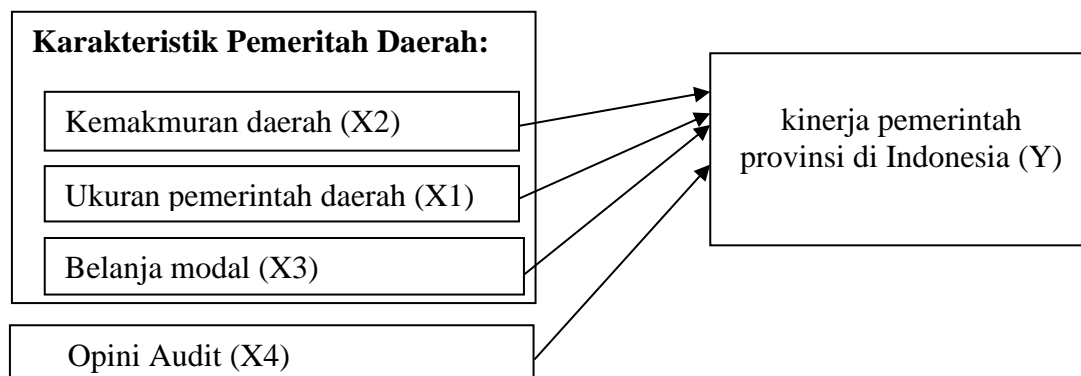 Karakteristik Pemeritah Daerah:
Kemakmuran daerah (X2)
Ukuran pemerintah daerah (X1)
Belanja modal (X3)
Opini Audit (X4)
kinerja pemerintah
provinsi di Indonesia (Y)